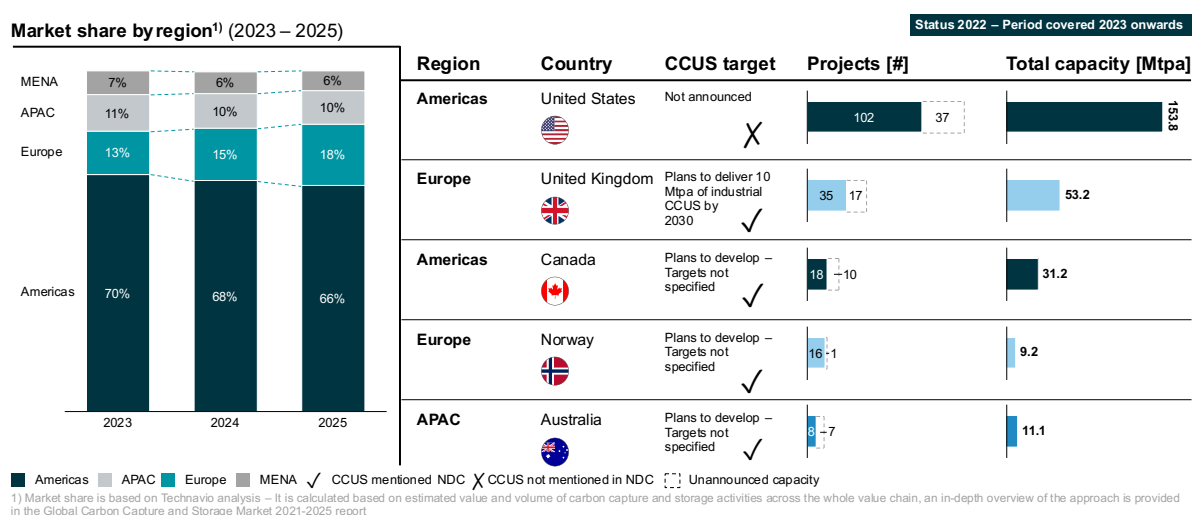 Market share by region1) (2023 – 2025)
Status 2022 – Period covered 2023 onwards
MENA
APAC
Europe
Americas
7%
11%
13%
70%
6%
10%
15%
68%
6%
10%
18%
66%
2023
2024
2025
Region
Country
CCUS target
Projects [#]
Total capacity [Mtpa]
Americas
United States
Not announced
102
37
153.8
Europe
United Kingdom
Plans to deliver 10
Mtpa of industrial
CCUS by
2030
35
17
53.2
Americas
Canada
Plans to develop –
Targets not
specified
18
10
31.2
Europe
Norway
Plans to develop –
Targets not
specified
16
1
9.2
APAC
Australia
Plans to develop –
Targets not
specified
8
7
11.1
Americas
APAC
Europe
MENA
CCUS mentioned NDC
CCUS not mentioned in NDC
Unannounced capacity
1) Market share is based on Technavio analysis – It is calculated based on estimated value and volume of carbon capture and storage activities across the whole value chain, an in-depth overview of the approach is provided
in the Global Carbon Capture and Storage Market 2021-2025 report